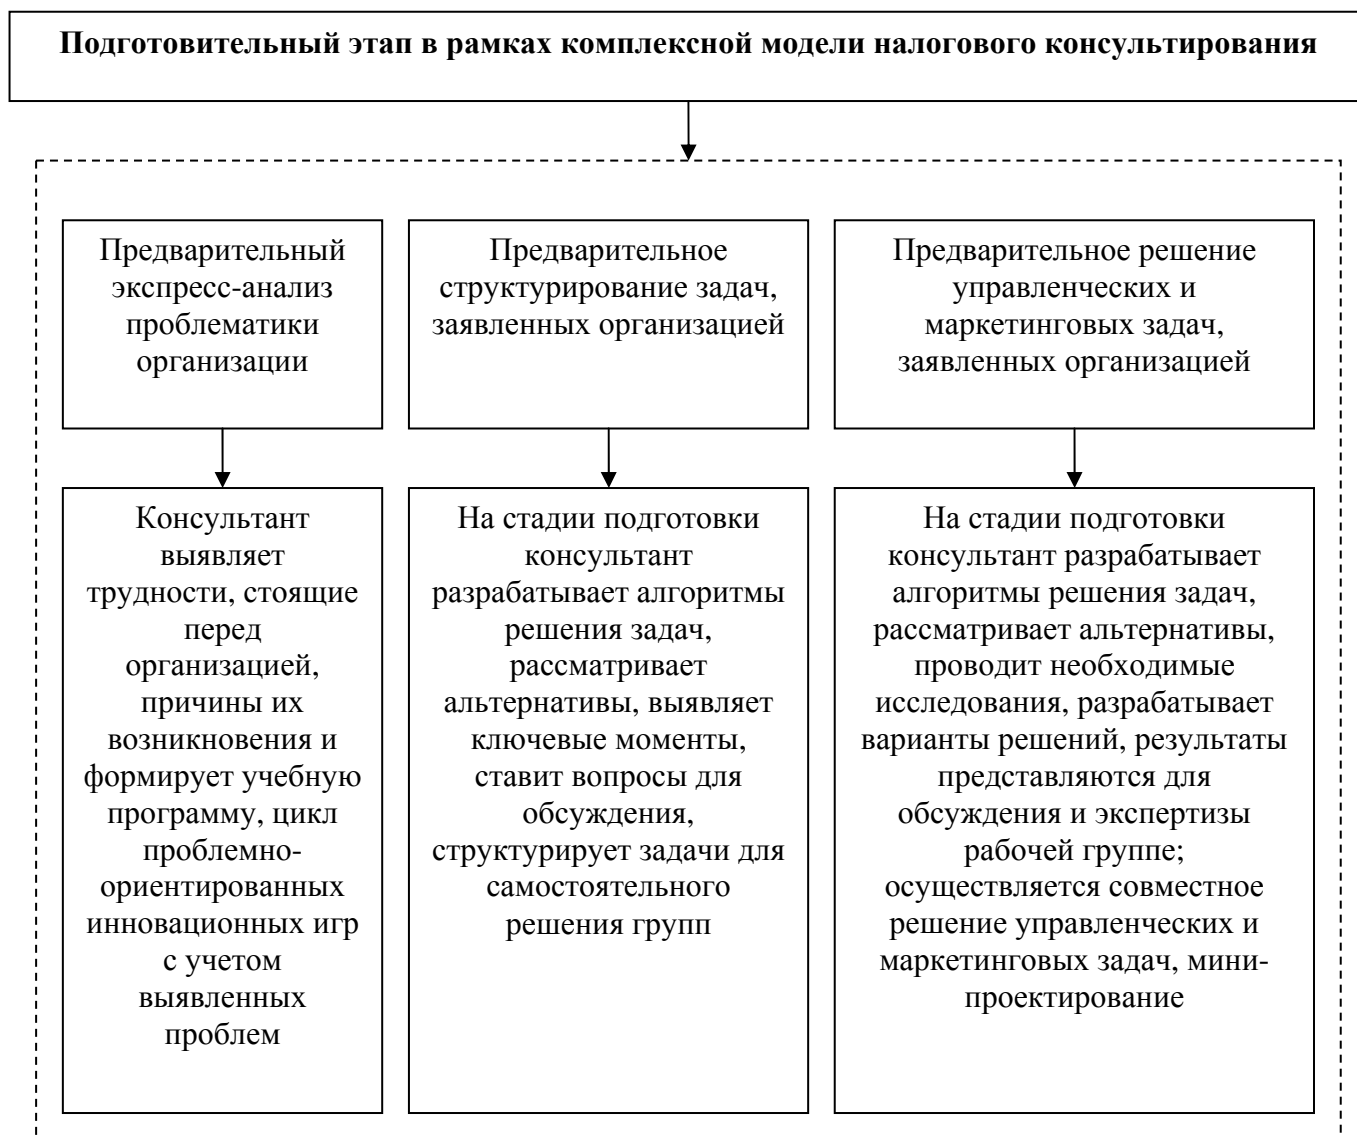 Подготовительный этап в рамках комплексной модели налогового консультирования
Предварительный
экспресс-анализ
проблематики
организации
Предварительное
структурирование задач,
заявленных организацией
Предварительное решение
управленческих и
маркетинговых задач,
заявленных организацией
Консультант
выявляет
трудности, стоящие
перед
организацией,
причины их
возникновения и
формирует учебную
программу, цикл
проблемно-
ориентированных
инновационных игр
с учетом
выявленных
проблем
На стадии подготовки
консультант
разрабатывает алгоритмы
решения задач,
рассматривает
альтернативы, выявляет
ключевые моменты,
ставит вопросы для
обсуждения,
структурирует задачи для
самостоятельного
решения групп
На стадии подготовки
консультант разрабатывает
алгоритмы решения задач,
рассматривает альтернативы,
проводит необходимые
исследования, разрабатывает
варианты решений, результаты
представляются для
обсуждения и экспертизы
рабочей группе;
осуществляется совместное
решение управленческих и
маркетинговых задач, мини-
проектирование